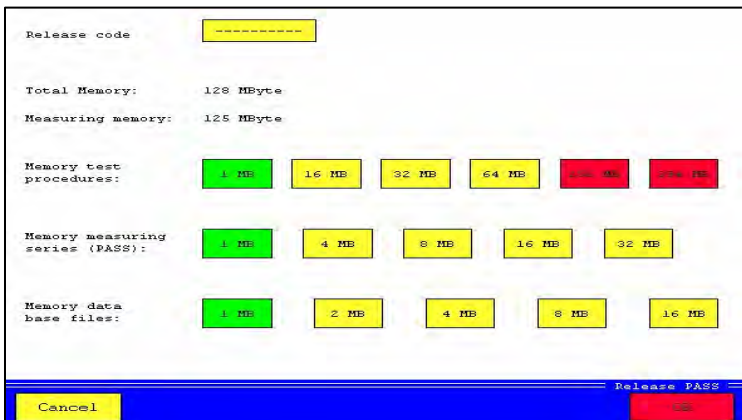 Release code ----------
Total Memory: 128 MByte
Measuring memory: 125 MByte
Memory test
procedures: 1 MB 16 MB 32 MB 64 MB MB MB
Memory measuring
series (PASS): 1 MB 4 MB 8 MB 16 MB 32 MB
Memory data
base files: 1 MB 2 MB 4 MB 8 MB 16 MB
Release PASS
Cancel